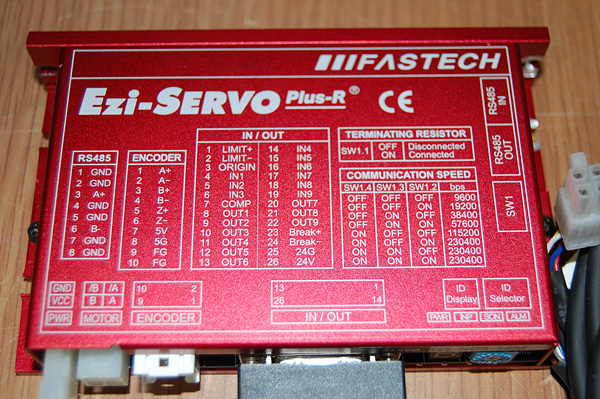 FASTECH
Ezi-SERVO Plus-R ® CE
RS485 IN
RS485 OUT
SW1
RS485
1 GND
2 GND
3 A+
4 GND
5 GND
6 B-
7 GND
8 GND
ENCODER
1 A+
2 A-
3 B+
4 B-
5 Z+
6 Z-
7 5V
8 5G
9 FG
10 FG
IN / OUT
1 LIMIT+ 14 IN4
2 LIMIT- 15 IN5
3 ORIGIN 16 IN6
4 IN1 17 IN7
5 IN2 18 IN8
6 IN3 19 IN9
7 COMP 20 OUT7
8 OUT1 21 OUT8
9 OUT2 22 OUT9
10 OUT3 23 Break+
11 OUT4 24 Break-
12 OUT5 25 24G
13 OUT6 26 24V
TERMINATING RESISTOR
SW1.1 OFF Disconnected
ON Connected
COMMUNICATION SPEED
SW1.4 SW1.3 SW1.2 bps
OFF OFF OFF 9600
OFF OFF ON 19200
OFF ON OFF 38400
OFF ON ON 57600
ON OFF OFF 115200
ON OFF ON 230400
ON ON OFF 230400
ON ON ON 230400
GND /B /A
VCC B A
PWR MOTOR
10 2
9 1
ENCODER
13 1
26 14
IN / OUT
ID Display
ID Selector
PWR INP SON ALM